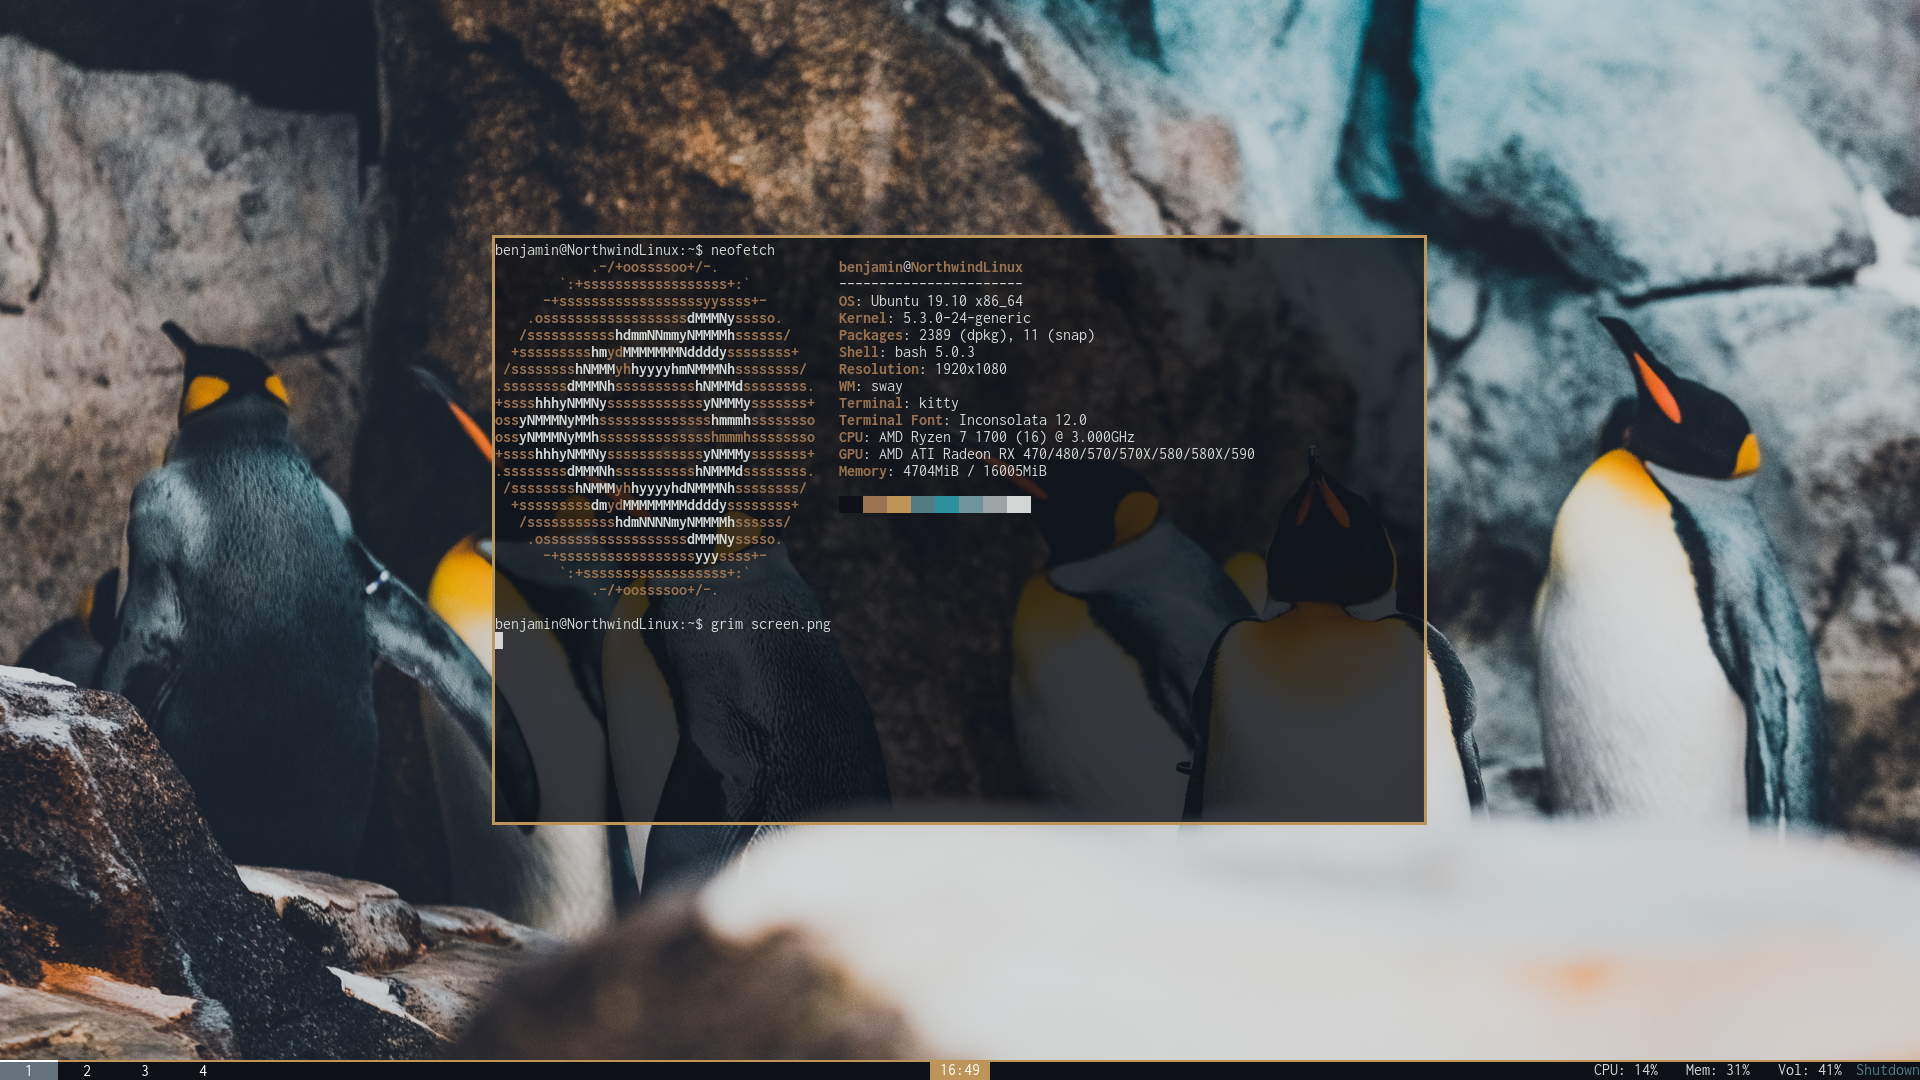 benjamin@NorthwindLinux:~$ neofetch
.-/+oossssoo+/-.
`:+ssssssssssssssssss+:`
-+ssssssssssssssssssyyssss+-
.ossssssssssssssssssdMMMNysssso.
/ssssssssssshdmmNNmmyNMMMMhssssss/
+ssssssssshmydMMMMMMMNddddyssssssss+
/sssssssshNMMMyhhyyyyhmNMMMNhssssssss/
.ssssssssdMMMNhsssssssssshNMMMdssssssss.
+sssshhhyNMMNyssssssssssssyNMMMysssssss+
ossyNMMMNyMMhsssssssssssssshmmmhssssssso
ossyNMMMNyMMhsssssssssssssshmmmhssssssso
+sssshhhyNMMNyssssssssssssyNMMMysssssss+
.ssssssssdMMMNhsssssssssshNMMMdssssssss.
/sssssssshNMMMyhhyyyyhdNMMMNhssssssss/
+sssssssssdmydMMMMMMMMddddyssssssss+
/ssssssssssshdmNNNNmyNMMMMhssssss/
.ossssssssssssssssssdMMMNysssso.
-+sssssssssssssssssyyyssss+-
`:+ssssssssssssssssss+:`
.-/+oossssoo+/-.
benjamin@NorthwindLinux
-----------------------
OS: Ubuntu 19.10 x86_64
Kernel: 5.3.0-24-generic
Packages: 2389 (dpkg), 11 (snap)
Shell: bash 5.0.3
Resolution: 1920x1080
WM: sway
Terminal: kitty
Terminal Font: Inconsolata 12.0
CPU: AMD Ryzen 7 1700 (16) @ 3.000GHz
GPU: AMD ATI Radeon RX 470/480/570/570X/580/580X/590
Memory: 4704MiB / 16005MiB
benjamin@NorthwindLinux:~$ grim screen.png
1 2 3 4 16:49 CPU: 14% Mem: 31% Vol: 41% Shutdown